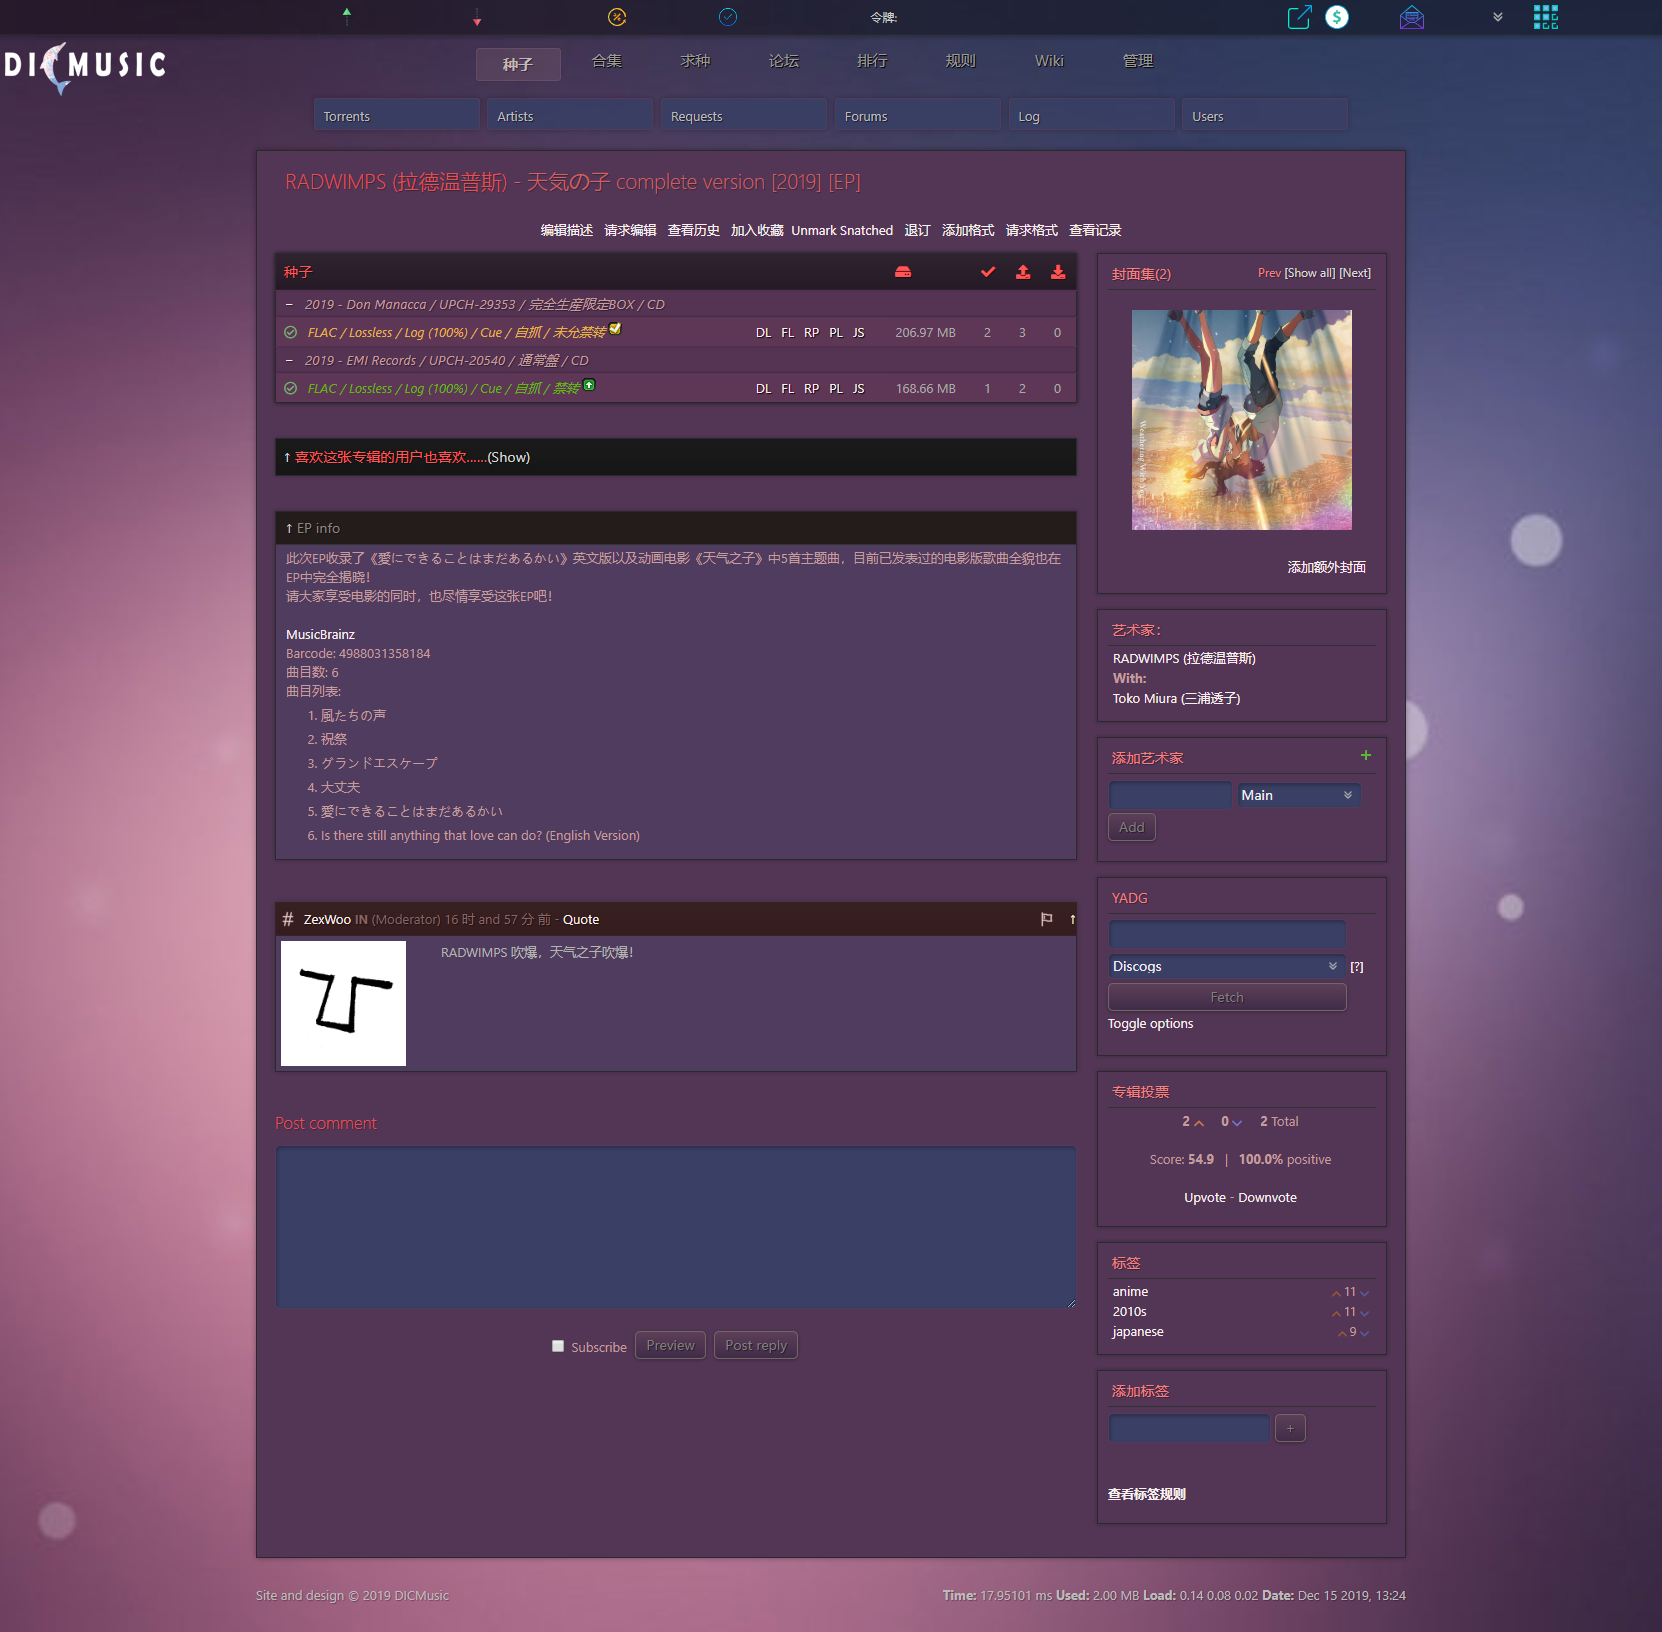 令牌:
DICMUSIC
种子 合集 求种 论坛 排行 规则 Wiki 管理
Torrents Artists Requests Forums Log Users
RADWIMPS (拉德温普斯) - 天気の子 complete version [2019] [EP]
编辑描述 请求编辑 查看历史 加入收藏 Unmark Snatched 退订 添加格式 请求格式 查看记录
种子
− 2019 - Don Manacca / UPCH-29353 / 完全生産限定BOX / CD
FLAC / Lossless / Log (100%) / Cue / 自抓 / 未允禁转 DL FL RP PL JS 206.97 MB 2 3 0
− 2019 - EMI Records / UPCH-20540 / 通常盤 / CD
FLAC / Lossless / Log (100%) / Cue / 自抓 / 禁转 DL FL RP PL JS 168.66 MB 1 2 0
↑ 喜欢这张专辑的用户也喜欢……(Show)
↑ EP info
此次EP收录了《愛にできることはまだあるかい》英文版以及动画电影《天气之子》中5首主题曲，目前已发表过的电影版歌曲全貌也在
EP中完全揭晓！
请大家享受电影的同时，也尽情享受这张EP吧！
MusicBrainz
Barcode: 4988031358184
曲目数: 6
曲目列表:
1. 風たちの声
2. 祝祭
3. グランドエスケープ
4. 大丈夫
5. 愛にできることはまだあるかい
6. Is there still anything that love can do? (English Version)
# ZexWoo IN (Moderator) 16 时 and 57 分 前 - Quote ↑
RADWIMPS 吹爆，天气之子吹爆！
Post comment
Subscribe Preview Post reply
封面集(2) Prev [Show all] [Next]
Weathering With You
添加额外封面
艺术家：
RADWIMPS (拉德温普斯)
With:
Toko Miura (三浦透子)
添加艺术家 +
Main
Add
YADG
Discogs [?]
Fetch
Toggle options
专辑投票
2 0 2 Total
Score: 54.9 | 100.0% positive
Upvote - Downvote
标签
anime 11
2010s 11
japanese 9
添加标签
+
查看标签规则
Site and design © 2019 DICMusic
Time: 17.95101 ms Used: 2.00 MB Load: 0.14 0.08 0.02 Date: Dec 15 2019, 13:24